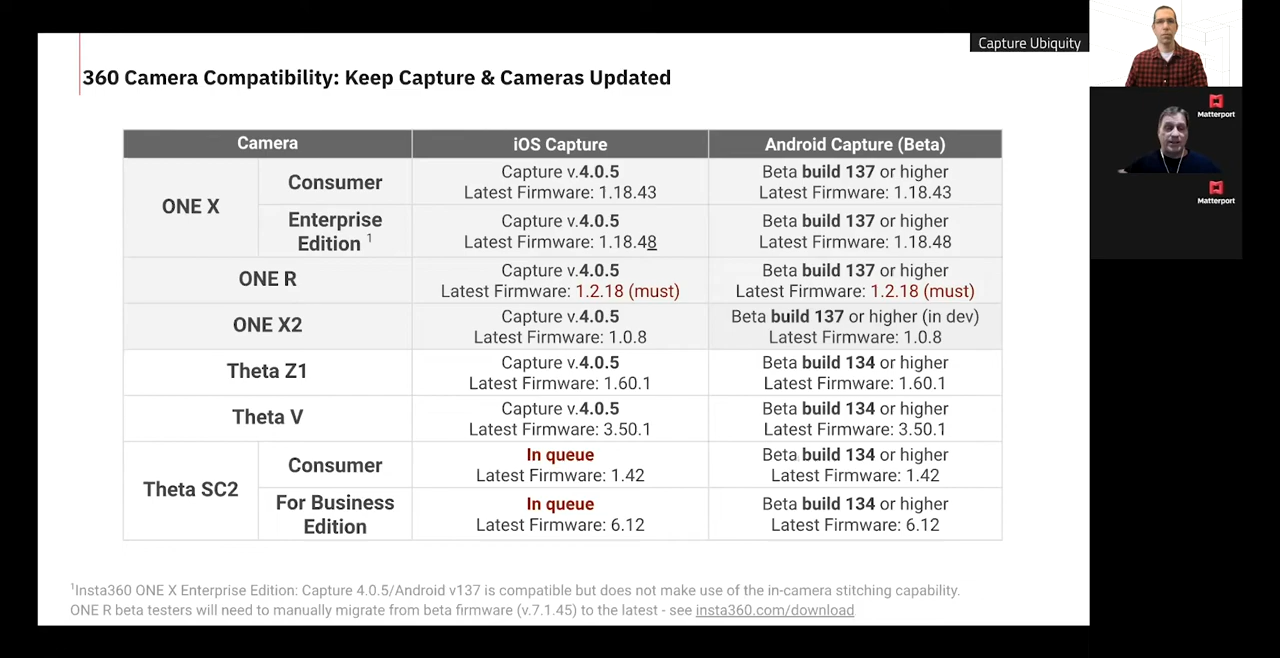 Capture Ubiquity
Matterport
Matterport
360 Camera Compatibility: Keep Capture & Cameras Updated
Camera
iOS Capture
Android Capture (Beta)
ONE X
Consumer
Capture v.4.0.5
Latest Firmware: 1.18.43
Beta build 137 or higher
Latest Firmware: 1.18.43
Enterprise
Edition 1
Capture v.4.0.5
Latest Firmware: 1.18.48
Beta build 137 or higher
Latest Firmware: 1.18.48
ONE R
Capture v.4.0.5
Latest Firmware: 1.2.18 (must)
Beta build 137 or higher
Latest Firmware: 1.2.18 (must)
ONE X2
Capture v.4.0.5
Latest Firmware: 1.0.8
Beta build 137 or higher (in dev)
Latest Firmware: 1.0.8
Theta Z1
Capture v.4.0.5
Latest Firmware: 1.60.1
Beta build 134 or higher
Latest Firmware: 1.60.1
Theta V
Capture v.4.0.5
Latest Firmware: 3.50.1
Beta build 134 or higher
Latest Firmware: 3.50.1
Theta SC2
Consumer
In queue
Latest Firmware: 1.42
Beta build 134 or higher
Latest Firmware: 1.42
For Business
Edition
In queue
Latest Firmware: 6.12
Beta build 134 or higher
Latest Firmware: 6.12
1Insta360 ONE X Enterprise Edition: Capture 4.0.5/Android v137 is compatible but does not make use of the in-camera stitching capability.
ONE R beta testers will need to manually migrate from beta firmware (v.7.1.45) to the latest - see insta360.com/download